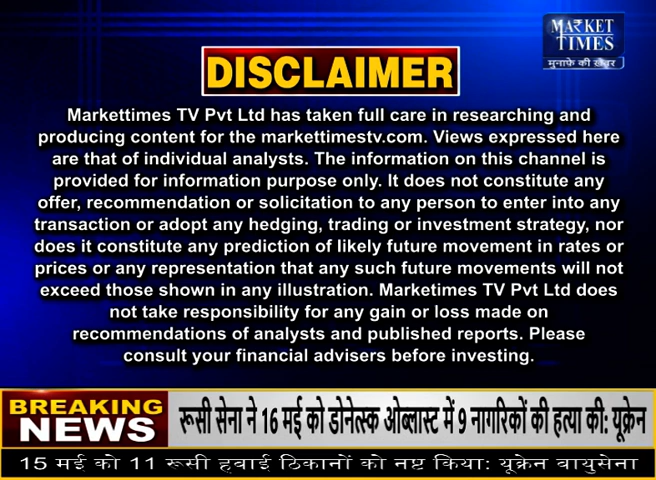 MARKET
TIMES
मुनाफे की खबर
DISCLAIMER
Markettimes TV Pvt Ltd has taken full care in researching and
producing content for the markettimestv.com. Views expressed here
are that of individual analysts. The information on this channel is
provided for information purpose only. It does not constitute any
offer, recommendation or solicitation to any person to enter into any
transaction or adopt any hedging, trading or investment strategy, nor
does it constitute any prediction of likely future movement in rates or
prices or any representation that any such future movements will not
exceed those shown in any illustration. Marketimes TV Pvt Ltd does
not take responsibility for any gain or loss made on
recommendations of analysts and published reports. Please
consult your financial advisers before investing.
BREAKING
NEWS
रूसी सेना ने 16 मई को डोनेत्स्क ओब्लास्ट में 9 नागरिकों की हत्या की: यूक्रेन
15 मई को 11 रूसी हवाई ठिकानों को नष्ट किया: यूक्रेन वायुसेना